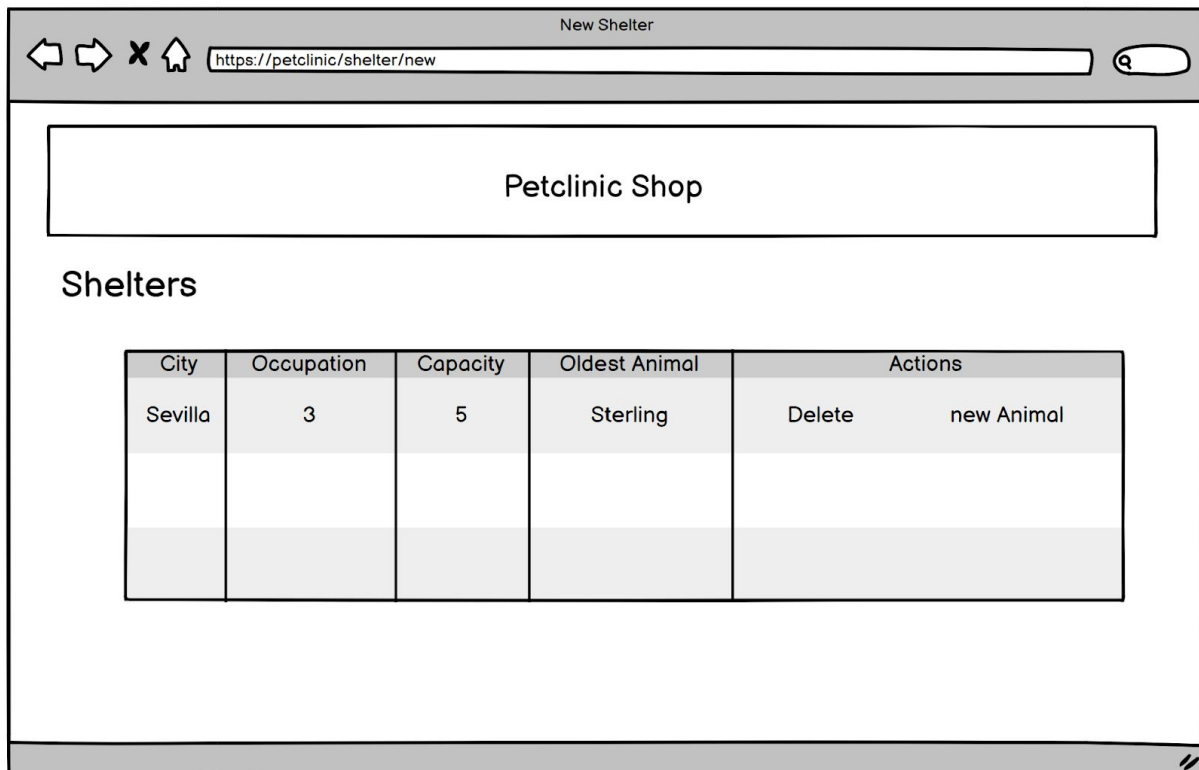 New Shelter
https://petclinic/shelter/new
Petclinic Shop
Shelters
City Occupation Capacity Oldest Animal Actions
Sevilla 3 5 Sterling Delete new Animal